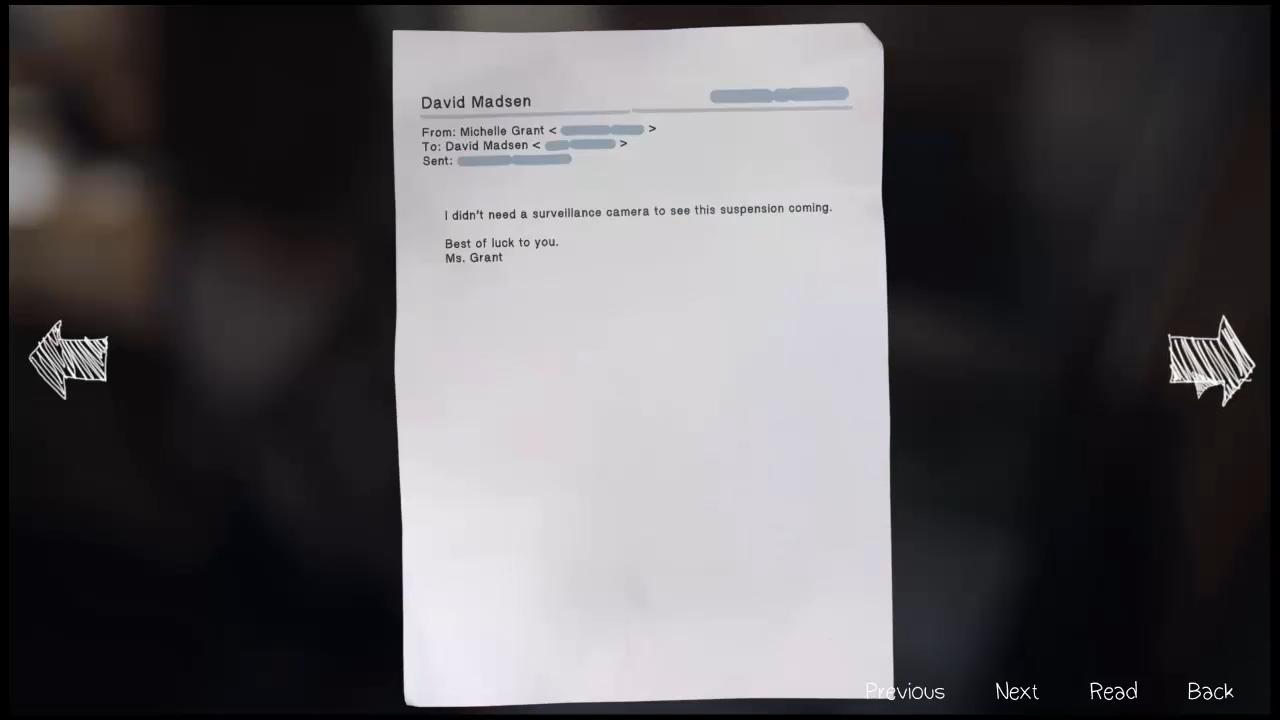 David Madsen
From: Michelle Grant < >
To: David Madsen < >
Sent:
I didn't need a surveillance camera to see this suspension coming.
Best of luck to you.
Ms. Grant
Previous Next Read Back